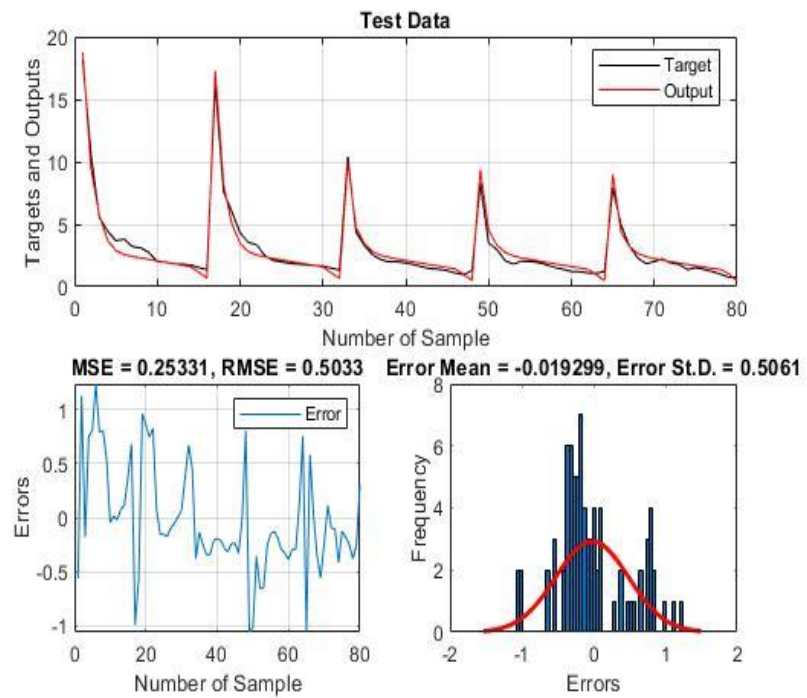 Test Data
Targets and Outputs
20
15
10
5
0
Target
Output
0 10 20 30 40 50 60 70 80
Number of Sample
MSE = 0.25331, RMSE = 0.5033
Errors
1
0.5
0
-0.5
-1
Error
0 20 40 60 80
Number of Sample
Error Mean = -0.019299, Error St.D. = 0.5061
Frequency
8
6
4
2
0
-2 -1 0 1 2
Errors